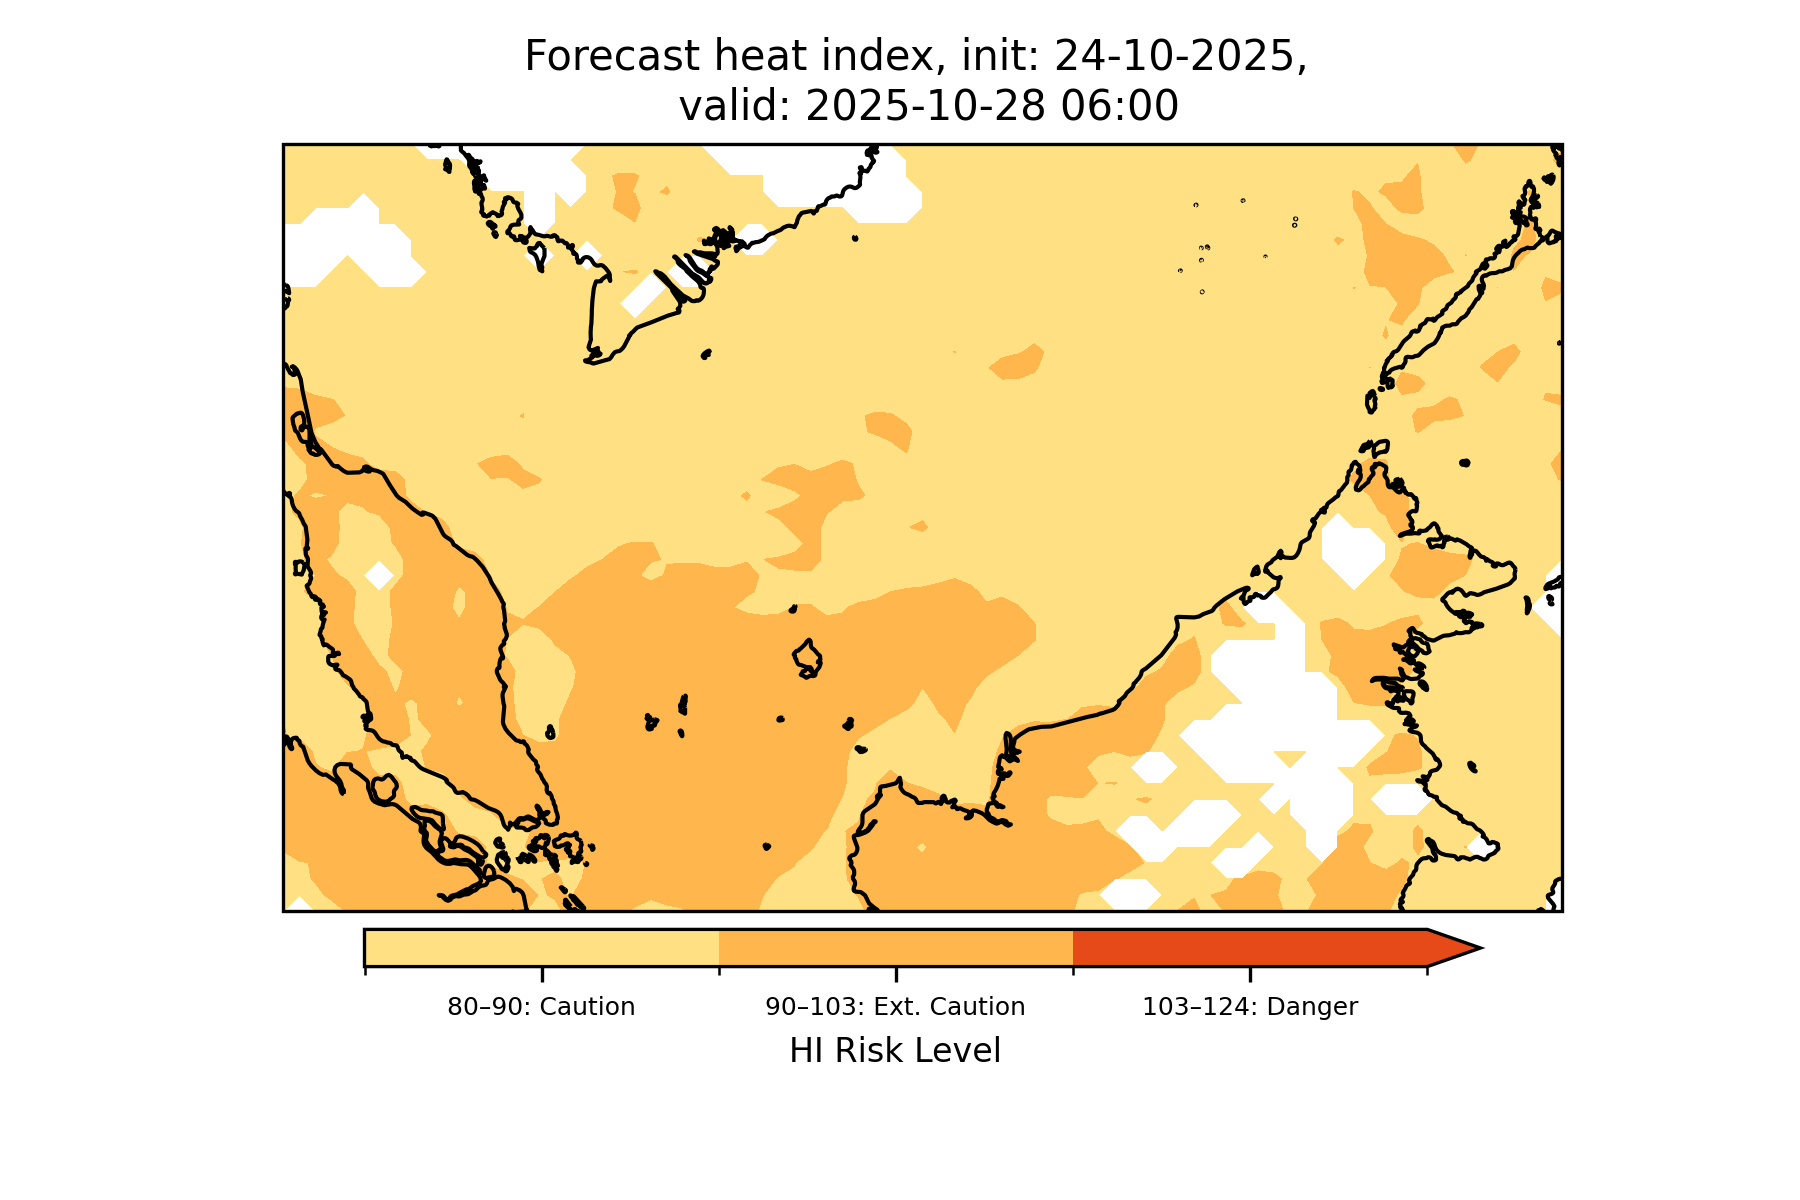 Forecast heat index, init: 24-10-2025,
valid: 2025-10-28 06:00
80–90: Caution
90–103: Ext. Caution
103–124: Danger
HI Risk Level